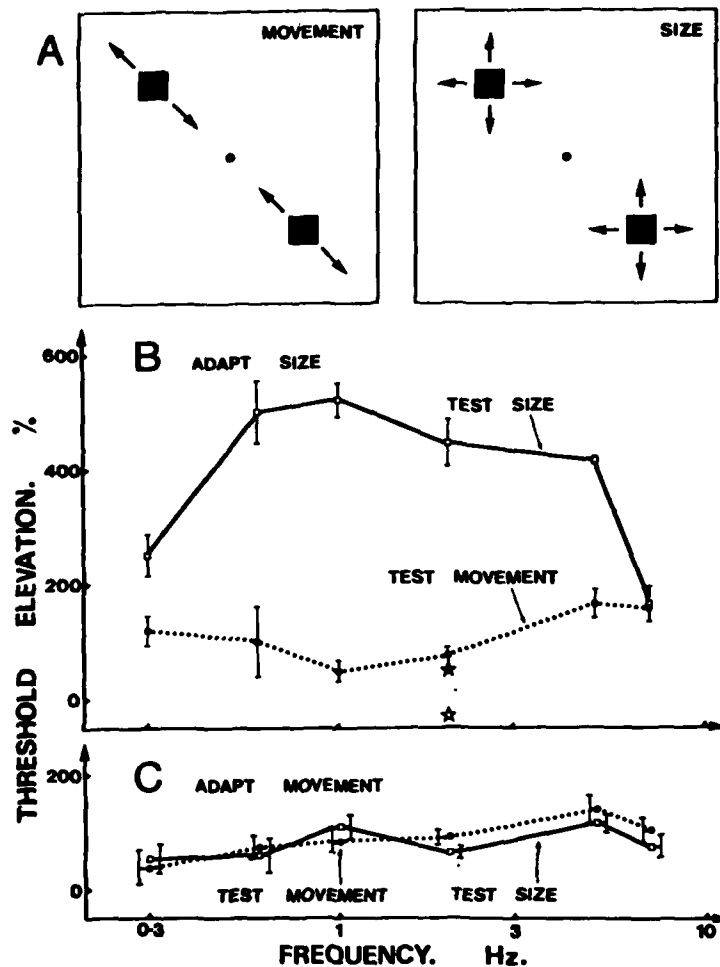 A
MOVEMENT
SIZE
B
ADAPT SIZE
TEST SIZE
TEST MOVEMENT
600
400
200
0
THRESHOLD ELEVATION. %
C
ADAPT MOVEMENT
TEST MOVEMENT
TEST SIZE
200
0
0·3 1 3 10
FREQUENCY. Hz.